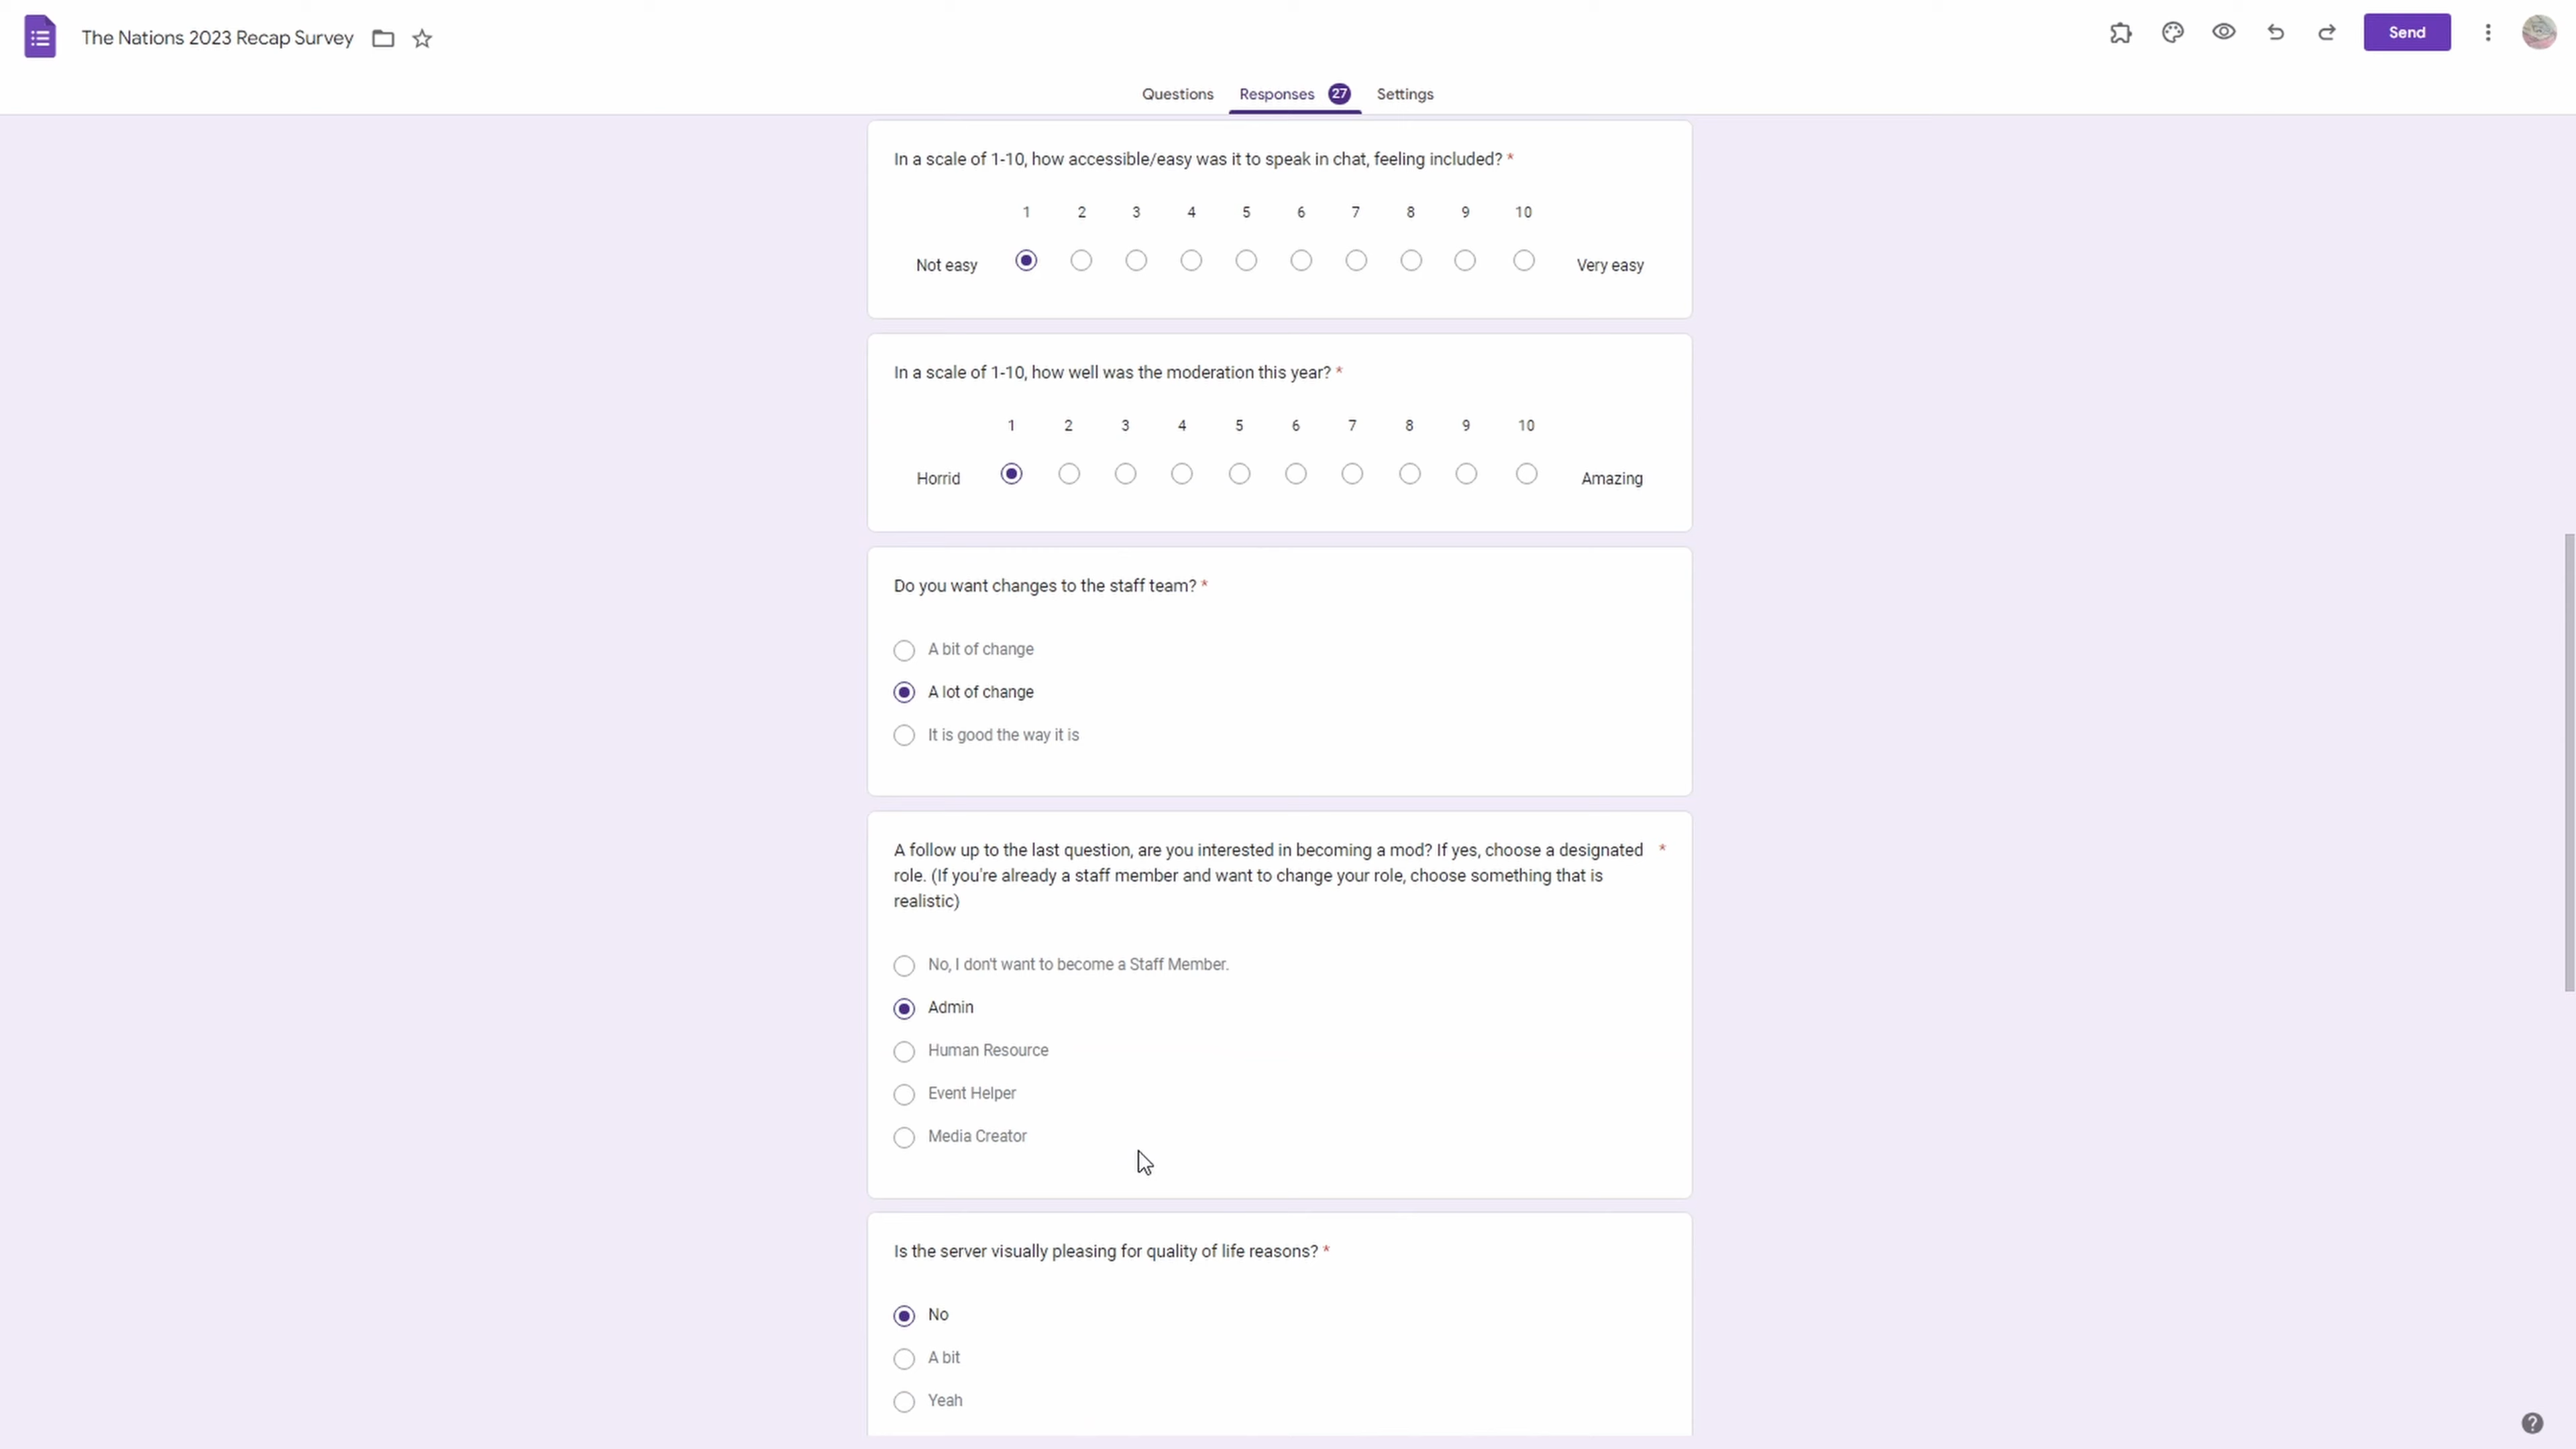 The Nations 2023 Recap Survey
Send
Questions Responses 27 Settings
In a scale of 1-10, how accessible/easy was it to speak in chat, feeling included? *
1 2 3 4 5 6 7 8 9 10
Not easy Very easy
In a scale of 1-10, how well was the moderation this year? *
1 2 3 4 5 6 7 8 9 10
Horrid Amazing
Do you want changes to the staff team? *
A bit of change
A lot of change
It is good the way it is
A follow up to the last question, are you interested in becoming a mod? If yes, choose a designated *
role. (If you're already a staff member and want to change your role, choose something that is
realistic)
No, I don't want to become a Staff Member.
Admin
Human Resource
Event Helper
Media Creator
Is the server visually pleasing for quality of life reasons? *
No
A bit
Yeah